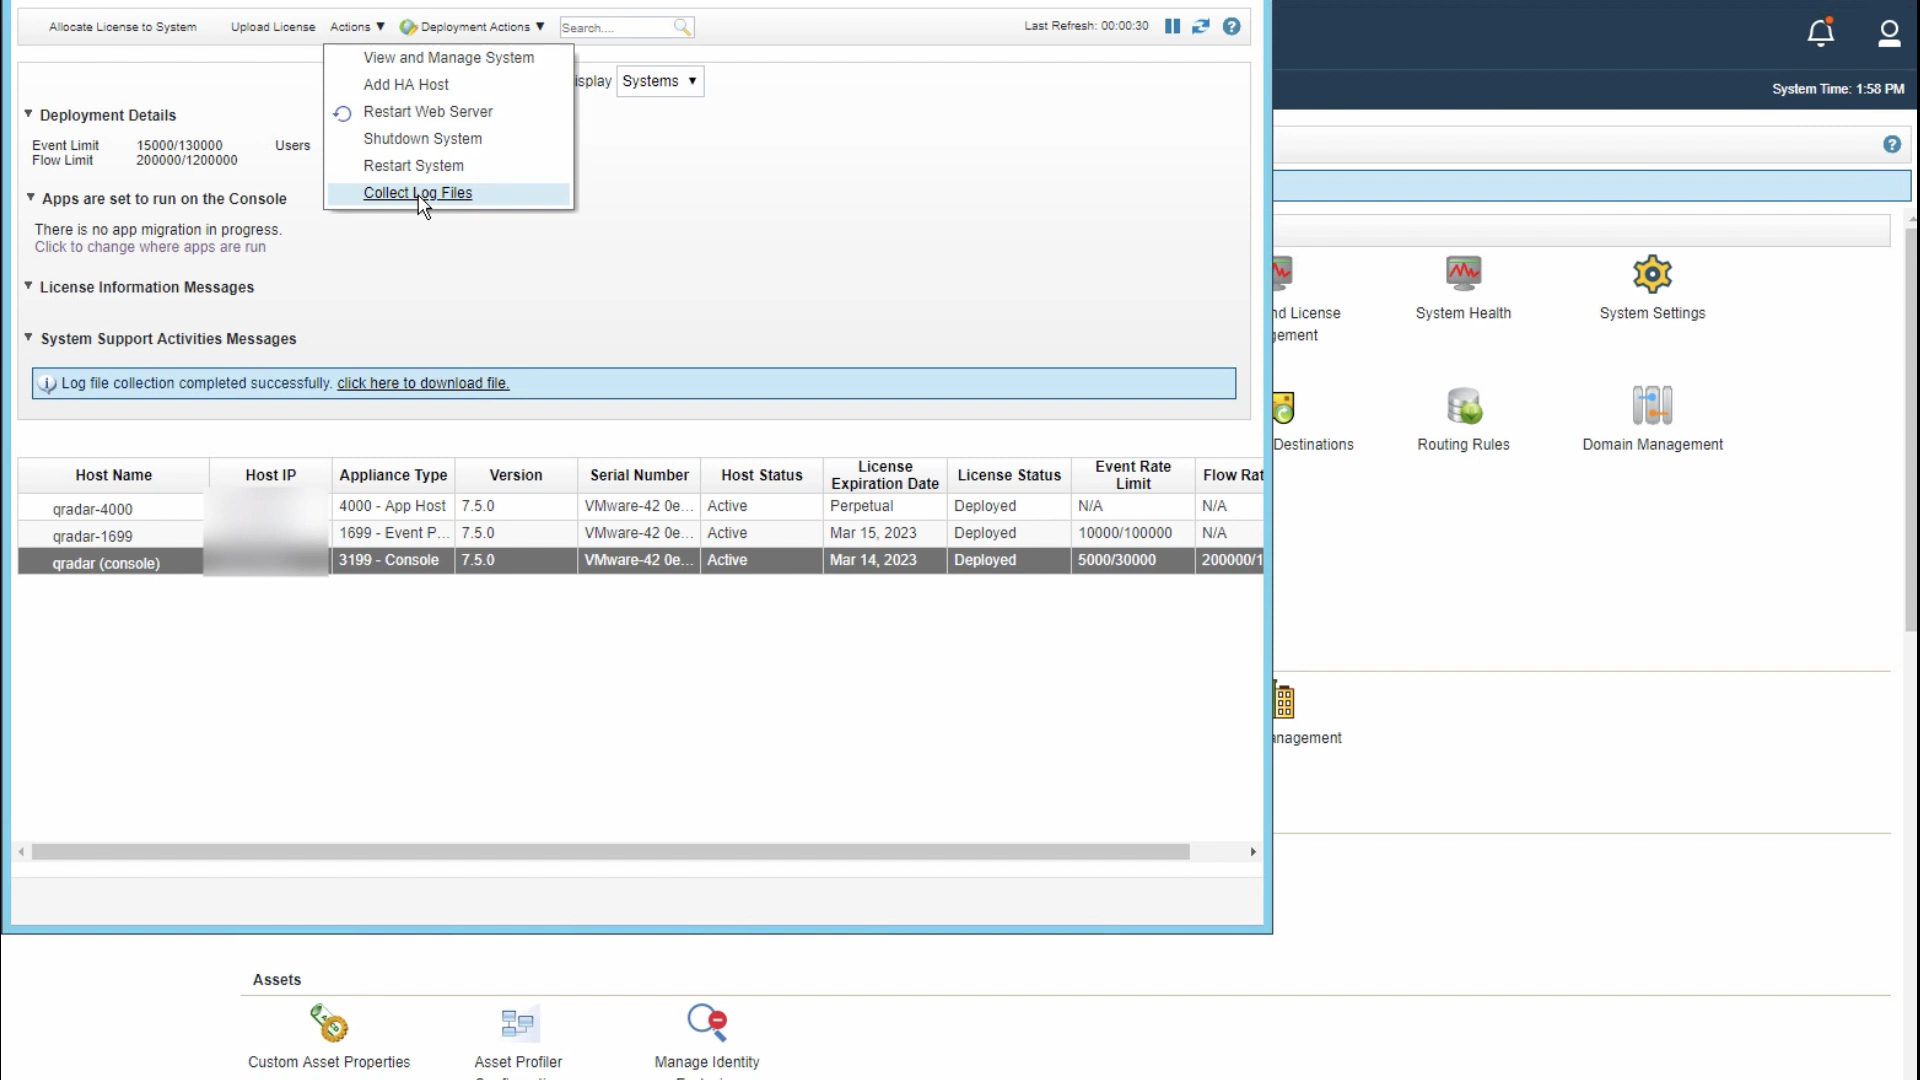 Allocate License to System
Upload License
Actions ▼
Deployment Actions ▼
Search....
Last Refresh: 00:00:30
View and Manage System
Add HA Host
Restart Web Server
Shutdown System
Restart System
Collect Log Files
isplay
Systems ▼
System Time: 1:58 PM
Deployment Details
Event Limit 15000/130000 Users
Flow Limit 200000/1200000
Apps are set to run on the Console
There is no app migration in progress.
Click to change where apps are run
License Information Messages
System Support Activities Messages
Log file collection completed successfully. click here to download file.
Host Name Host IP Appliance Type Version Serial Number Host Status License Expiration Date License Status Event Rate Limit Flow Rat
qradar-4000 4000 - App Host 7.5.0 VMware-42 0e... Active Perpetual Deployed N/A N/A
qradar-1699 1699 - Event P... 7.5.0 VMware-42 0e... Active Mar 15, 2023 Deployed 10000/100000 N/A
qradar (console) 3199 - Console 7.5.0 VMware-42 0e... Active Mar 14, 2023 Deployed 5000/30000 200000/1
nd License
gement
System Health
System Settings
Destinations
Routing Rules
Domain Management
anagement
Assets
Custom Asset Properties
Asset Profiler
Manage Identity